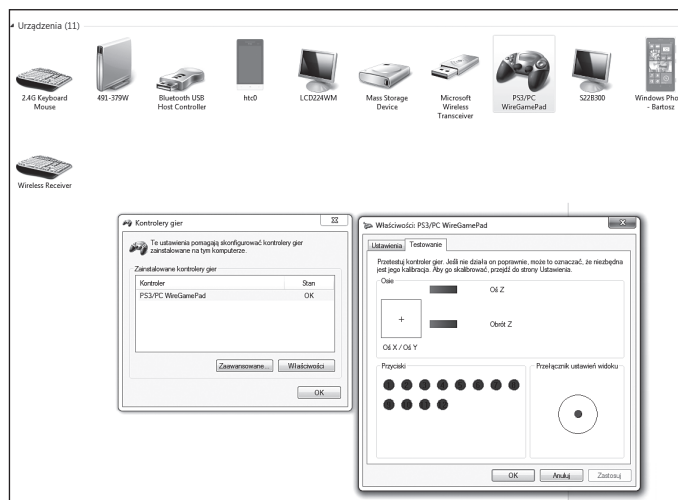 Urządzenia (11)
2.4G Keyboard Mouse
491-379W
Bluetooth USB Host Controller
htc0
LCD224WM
Mass Storage Device
Microsoft Wireless Transceiver
PS3/PC WireGamePad
S22B300
Windows Pho - Bartosz
Wireless Receiver
Kontrolery gier
Te ustawienia pomagają skonfigurować kontrolery gier
zainstalowane na tym komputerze.
Zainstalowane kontrolery gier
Kontroler Stan
PS3/PC WireGamePad OK
Zaawansowane... Właściwości
OK
Właściwości: PS3/PC WireGamePad
Ustawienia Testowanie
Przetestuj kontroler gier. Jeśli nie działa on poprawnie, może to oznaczać, że niezbędna
jest jego kalibracja. Aby go skalibrować, przejdź do strony Ustawienia.
Osie
Oś Z
Obrót Z
Oś X / Oś Y
Przyciski
Przełącznik ustawień widoku
OK Anuluj Zastosuj